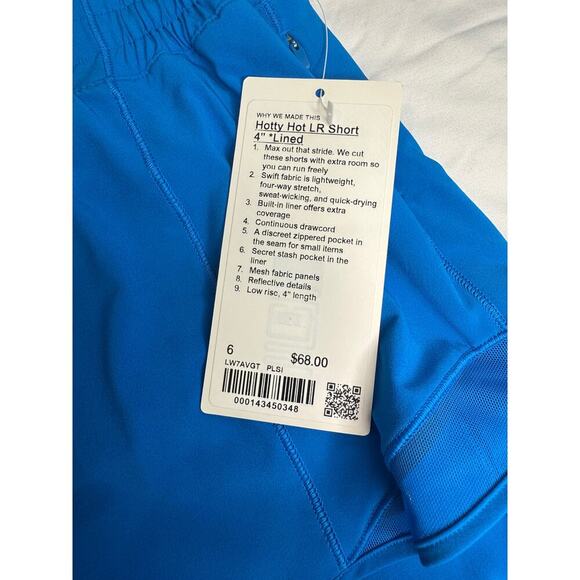 WHY WE MADE THIS
Hotty Hot LR Short
4" *Lined
1. Max out that stride. We cut
these shorts with extra room so
you can run freely
2. Swift fabric is lightweight,
four-way stretch,
sweat-wicking, and quick-drying
3. Built-in liner offers extra
coverage
4. Continuous drawcord
5. A discreet zippered pocket in
the seam for small items
6. Secret stash pocket in the
liner
7. Mesh fabric panels
8. Reflective details
9. Low rise, 4" length
6 $68.00
LW7AVGT PLSI
000143450348